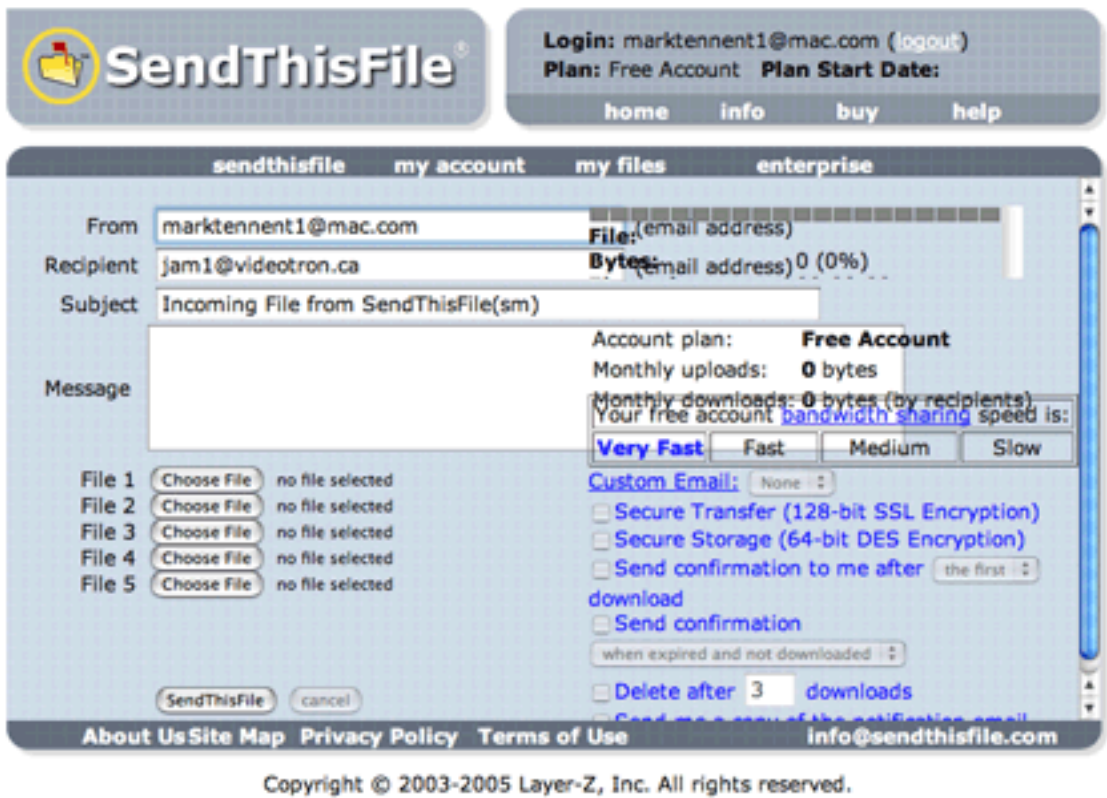 SendThisFile®
Login: marktennent1@mac.com (logout)
Plan: Free Account Plan Start Date:
home info buy help
sendthisfile my account my files enterprise
From marktennent1@mac.com (email address)
File:
Recipient jam1@videotron.ca (email address)
Bytes: 0 (0%)
Subject Incoming File from SendThisFile(sm)
Message
Account plan: Free Account
Monthly uploads: 0 bytes
Monthly downloads: 0 bytes (by recipients)
Your free account bandwidth sharing speed is:
Very Fast Fast Medium Slow
File 1 Choose File no file selected
File 2 Choose File no file selected
File 3 Choose File no file selected
File 4 Choose File no file selected
File 5 Choose File no file selected
Custom Email: None
Secure Transfer (128-bit SSL Encryption)
Secure Storage (64-bit DES Encryption)
Send confirmation to me after the first
download
Send confirmation
when expired and not downloaded
Delete after 3 downloads
Send me a copy of the notification email
SendThisFile cancel
About Us Site Map Privacy Policy Terms of Use info@sendthisfile.com
Copyright © 2003-2005 Layer-Z, Inc. All rights reserved.